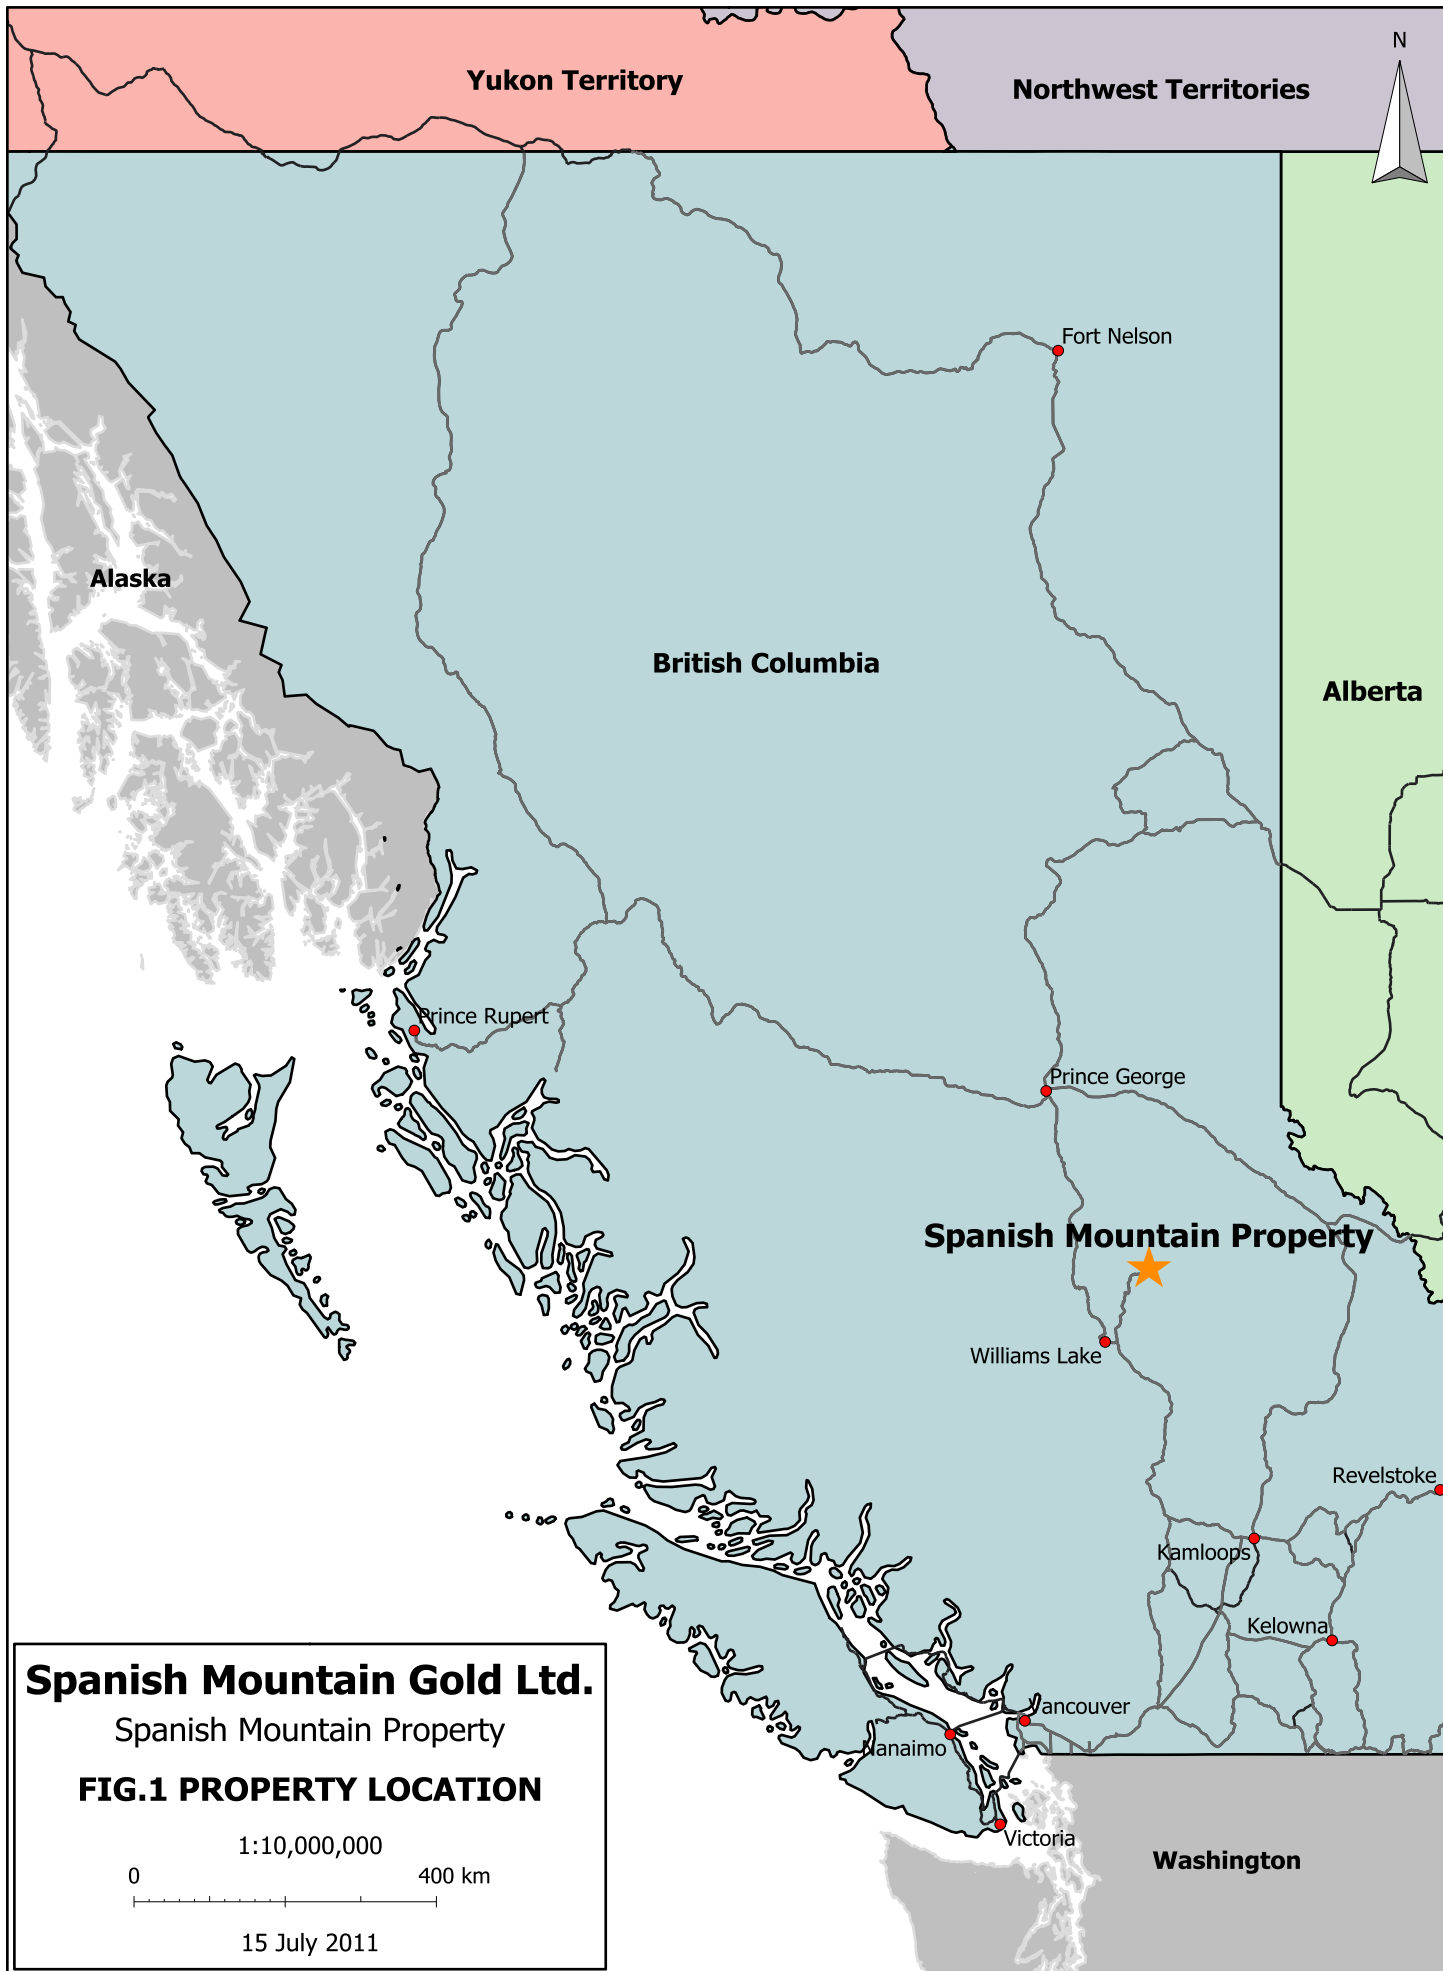 Yukon Territory
Northwest Territories
N
Fort Nelson
Alaska
British Columbia
Alberta
Prince Rupert
Prince George
Spanish Mountain Property
Williams Lake
Revelstoke
Kamloops
Kelowna
Vancouver
Nanaimo
Victoria
Washington
Spanish Mountain Gold Ltd.
Spanish Mountain Property
FIG.1 PROPERTY LOCATION
1:10,000,000
0 400 km
15 July 2011